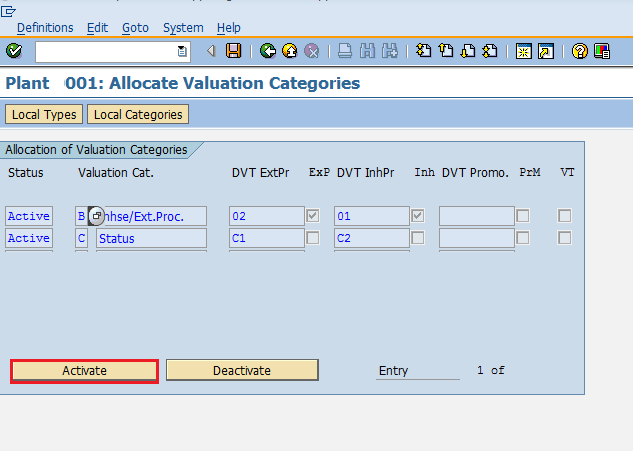 Definitions Edit Goto System Help
Plant 001: Allocate Valuation Categories
Local Types Local Categories
Allocation of Valuation Categories
Status Valuation Cat. DVT ExtPr ExP DVT InhPr Inh DVT Promo. PrM VT
Active B nhse/Ext.Proc. 02 01
Active C Status C1 C2
Activate Deactivate Entry 1 of